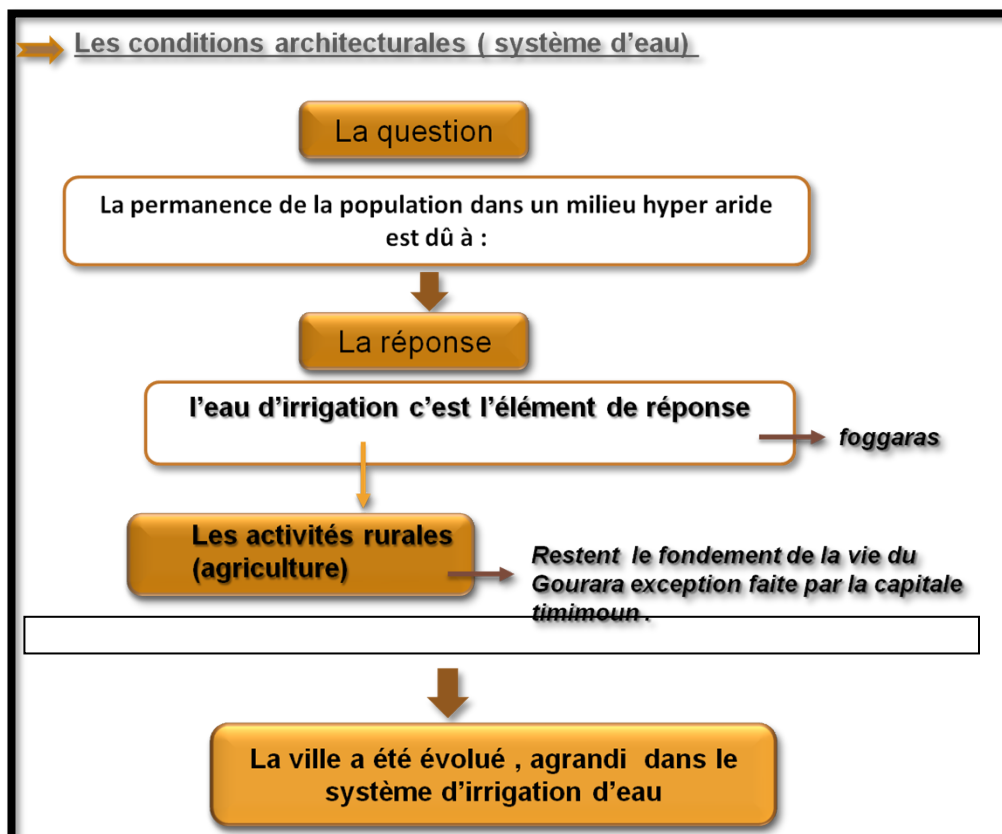 Les conditions architecturales ( système d’eau)
La question
La permanence de la population dans un milieu hyper aride
est dû à :
La réponse
l’eau d’irrigation c’est l’élément de réponse
foggaras
Les activités rurales
(agriculture)
Restent le fondement de la vie du
Gourara exception faite par la capitale
timimoun .
La ville a été évolué , agrandi dans le
système d’irrigation d’eau